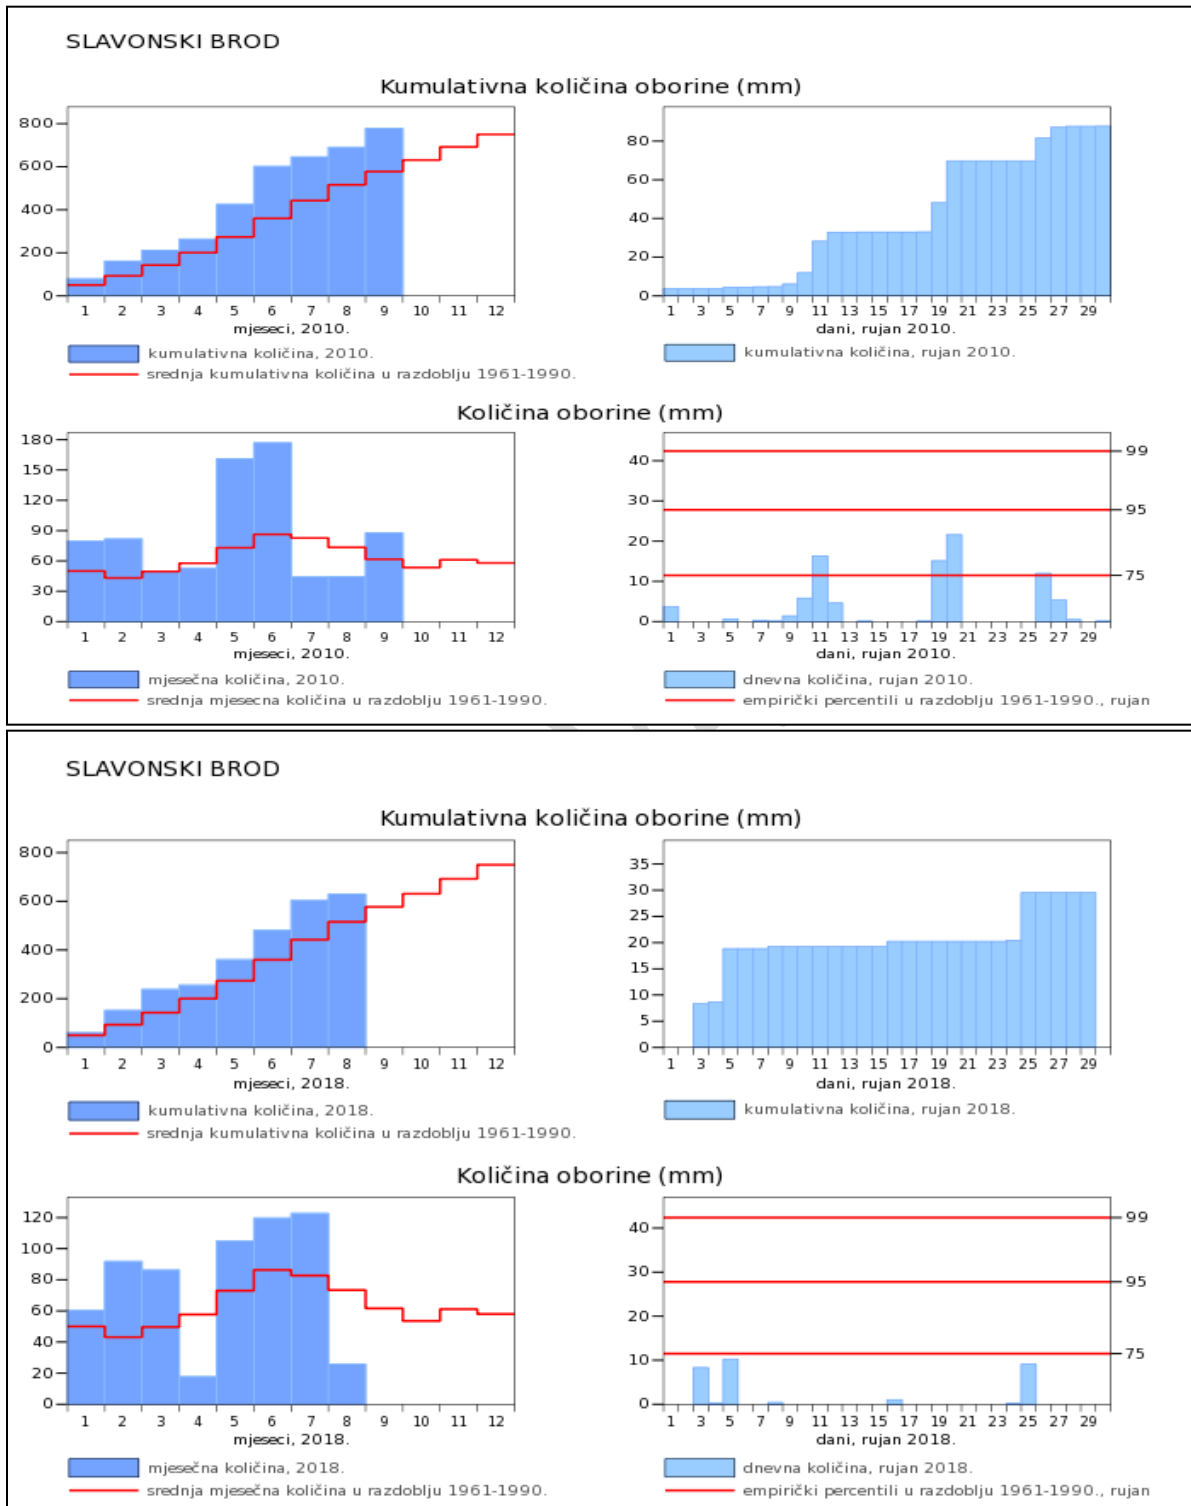 SLAVONSKI BROD
Kumulativna količina oborine (mm)
800
600
400
200
0
1 2 3 4 5 6 7 8 9 10 11 12
mjeseci, 2010.
kumulativna količina, 2010.
srednja kumulativna količina u razdoblju 1961-1990.
80
60
40
20
0
1 3 5 7 9 11 13 15 17 19 21 23 25 27 29
dani, rujan 2010.
kumulativna količina, rujan 2010.
Količina oborine (mm)
180
150
120
90
60
30
0
1 2 3 4 5 6 7 8 9 10 11 12
mjeseci, 2010.
mjesečna količina, 2010.
srednja mjesecna količina u razdoblju 1961-1990.
40
30
20
10
0
99
95
75
1 3 5 7 9 11 13 15 17 19 21 23 25 27 29
dani, rujan 2010.
dnevna količina, rujan 2010.
empirički percentili u razdoblju 1961-1990., rujan
SLAVONSKI BROD
Kumulativna količina oborine (mm)
800
600
400
200
0
1 2 3 4 5 6 7 8 9 10 11 12
mjeseci, 2018.
kumulativna količina, 2018.
srednja kumulativna količina u razdoblju 1961-1990.
35
30
25
20
15
10
5
0
1 3 5 7 9 11 13 15 17 19 21 23 25 27 29
dani, rujan 2018.
kumulativna količina, rujan 2018.
Količina oborine (mm)
120
100
80
60
40
20
0
1 2 3 4 5 6 7 8 9 10 11 12
mjeseci, 2018.
mjesečna količina, 2018.
srednja mjesečna količina u razdoblju 1961-1990.
40
30
20
10
0
99
95
75
1 3 5 7 9 11 13 15 17 19 21 23 25 27 29
dani, rujan 2018.
dnevna količina, rujan 2018.
empirički percentili u razdoblju 1961-1990., rujan